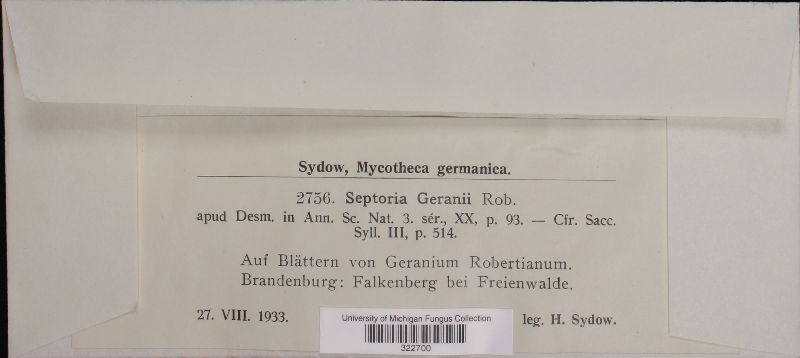 Sydow, Mycotheca germanica.
2756. Septoria Geranii Rob.
apud Desm. in Ann. Sc. Nat. 3. sér., XX, p. 93. — Cfr. Sacc.
Syll. III, p. 514.
Auf Blättern von Geranium Robertianum.
Brandenburg: Falkenberg bei Freienwalde.
27. VIII. 1933. leg. H. Sydow.
University of Michigan Fungus Collection
322700